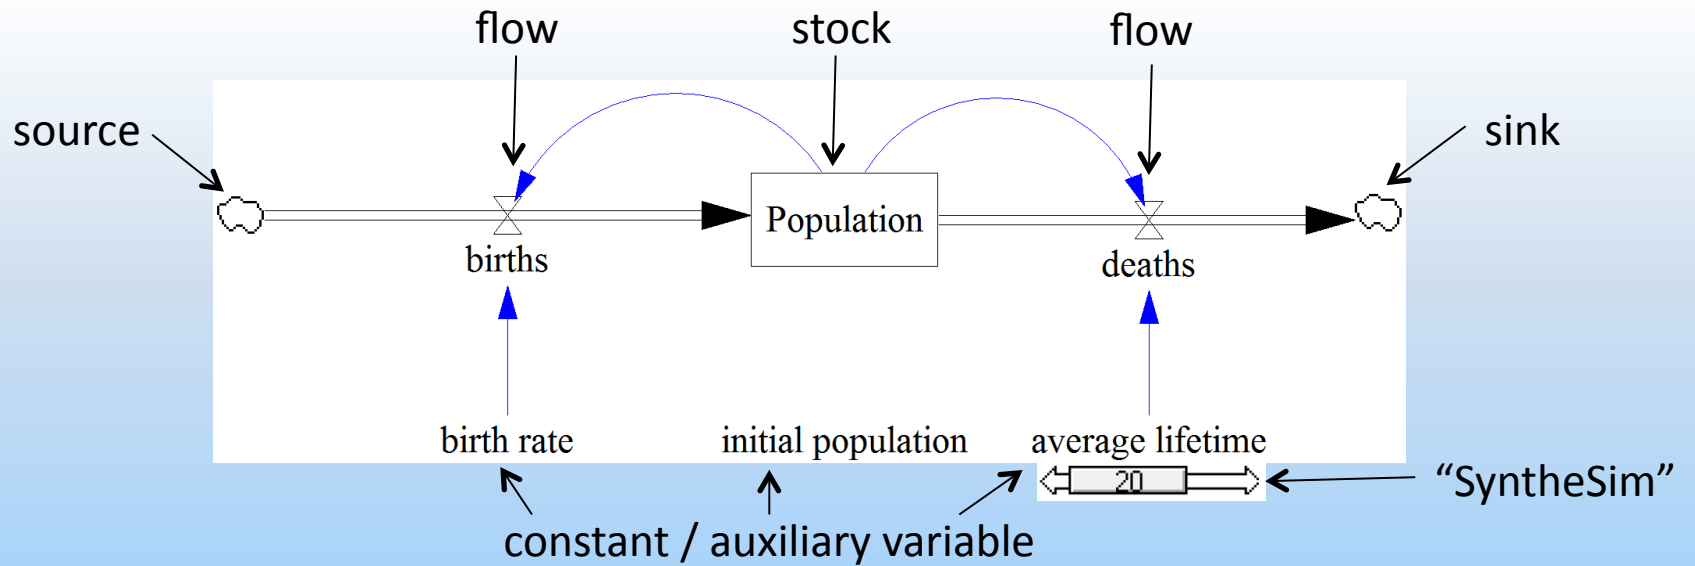 flow
stock
flow
source
sink
Population
births
deaths
birth rate
initial population
average lifetime
20
“SyntheSim”
constant / auxiliary variable